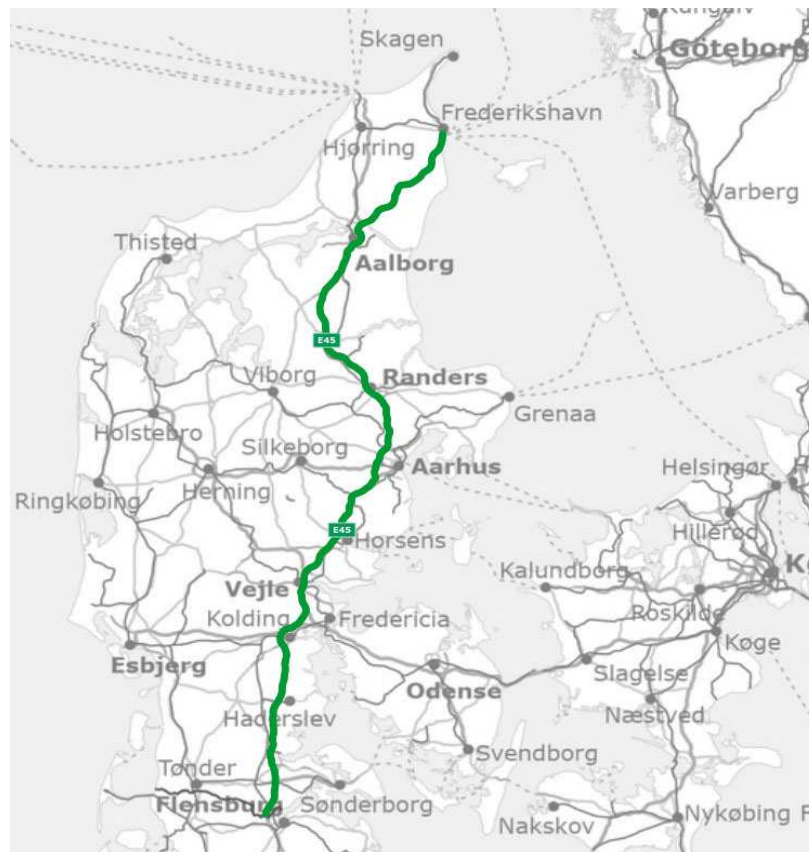 Skagen
Göteborg
Frederikshavn
Hjørring
Varberg
Thisted
Aalborg
E45
Viborg
Randers
Grenaa
Holstebro
Silkeborg
Aarhus
Helsingør
Herning
Ringkøbing
Hillerød
E45
Horsens
Vejle
Kalundborg
Roskilde
Kolding
Fredericia
Køge
Esbjerg
Odense
Slagelse
Haderslev
Næstved
Svendborg
Tønder
Flensburg
Sønderborg
Nakskov
Nykøbing F